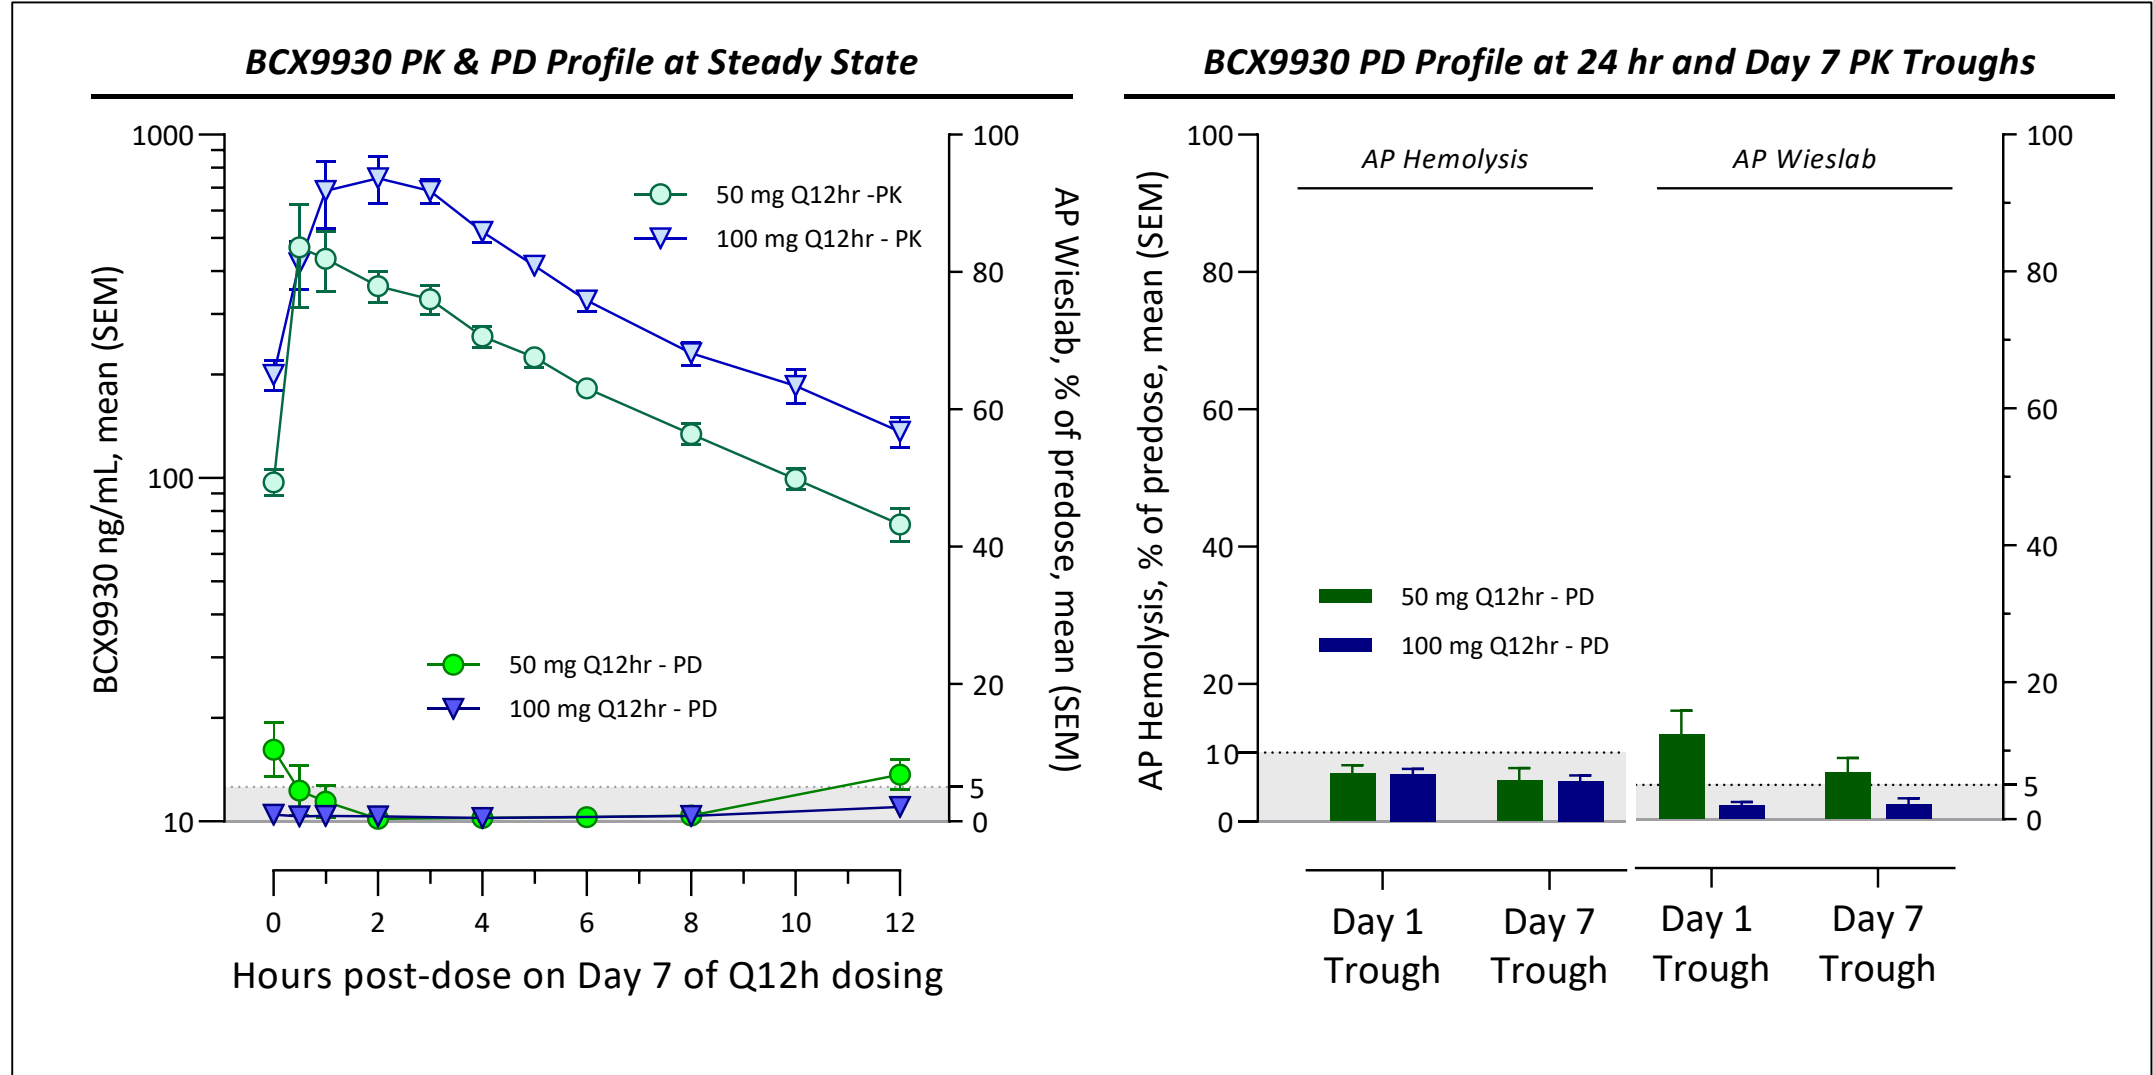 BCX9930 PK & PD Profile at Steady State
1000
100
10
BCX9930 ng/mL, mean (SEM)
50 mg Q12hr -PK
100 mg Q12hr - PK
50 mg Q12hr - PD
100 mg Q12hr - PD
100
80
60
40
20
5
0
AP Wieslab, % of predose, mean (SEM)
0 2 4 6 8 10 12
Hours post-dose on Day 7 of Q12h dosing
BCX9930 PD Profile at 24 hr and Day 7 PK Troughs
AP Hemolysis, % of predose, mean (SEM)
100
80
60
40
20
10
0
AP Hemolysis
AP Wieslab
50 mg Q12hr - PD
100 mg Q12hr - PD
100
80
60
40
20
5
0
Day 1
Trough
Day 7
Trough
Day 1
Trough
Day 7
Trough